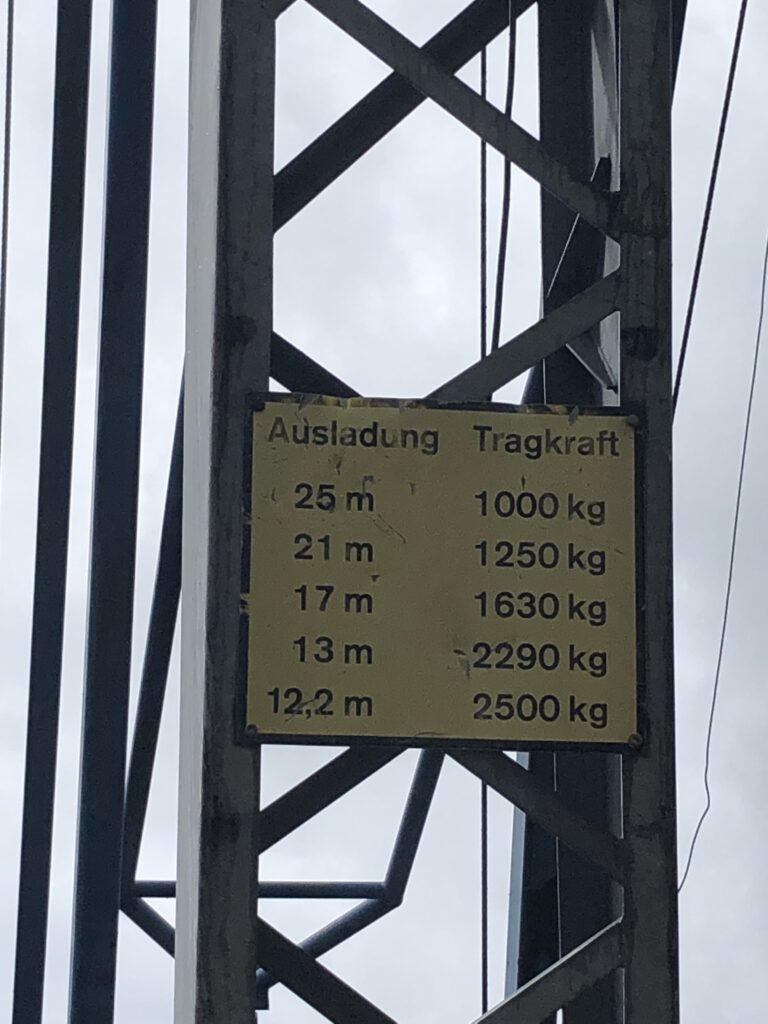 Ausladung Tragkraft
25 m 1000 kg
21 m 1250 kg
17 m 1630 kg
13 m 2290 kg
12,2 m 2500 kg